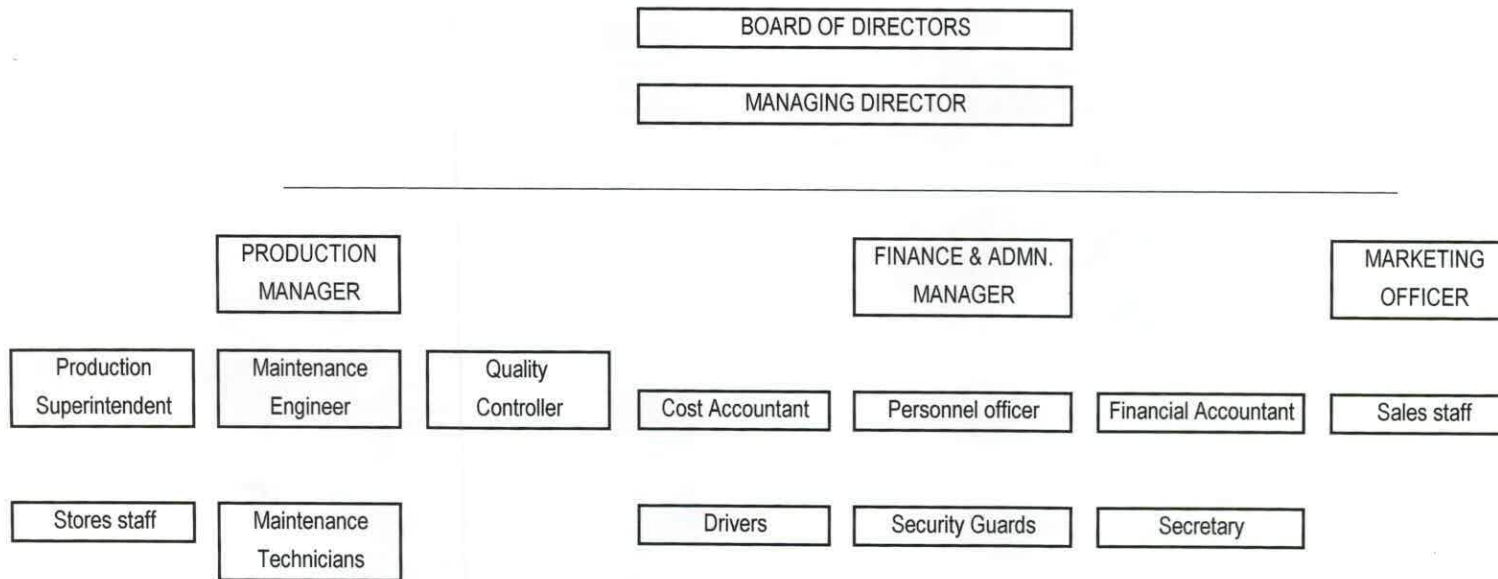 BOARD OF DIRECTORS
MANAGING DIRECTOR
PRODUCTION
MANAGER
FINANCE & ADMN.
MANAGER
MARKETING
OFFICER
Production
Superintendent
Maintenance
Engineer
Quality
Controller
Cost Accountant
Personnel officer
Financial Accountant
Sales staff
Stores staff
Maintenance
Technicians
Drivers
Security Guards
Secretary